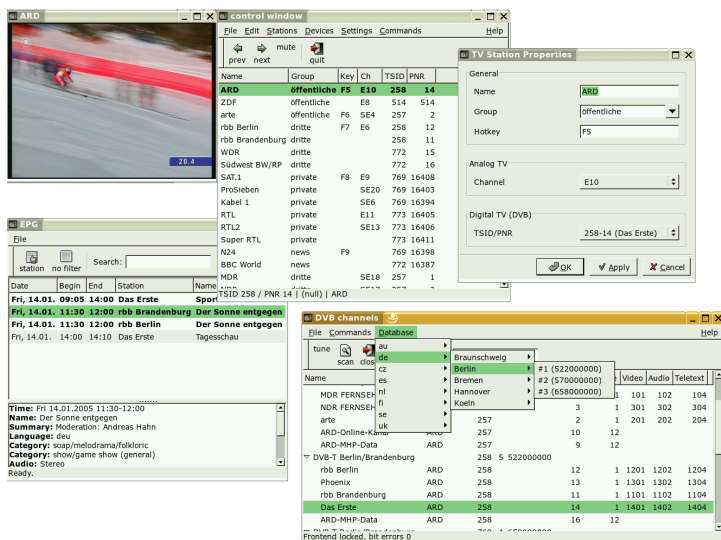 ARD
20.4
control window
File Edit Stations Devices Settings Commands Help
prev next mute quit
Name Group Key Ch TSID PNR
ARD öffentliche F5 E10 258 14
ZDF öffentliche E8 514 514
arte öffentliche F6 SE4 257 2
rbb Berlin dritte F7 E6 258 12
rbb Brandenburg dritte 258 11
WDR dritte 772 15
Südwest BW/RP dritte 772 16
SAT.1 private F8 E9 769 16408
ProSieben private SE20 769 16403
Kabel 1 private SE6 769 16394
RTL private E11 773 16405
RTL2 private SE13 773 16406
Super RTL private 773 16411
N24 news F9 769 16398
BBC World news 772 16387
MDR dritte SE18 257 1
TSID 258 / PNR 14 | (null) | ARD
TV Station Properties
General
Name ARD
Group öffentliche
Hotkey F5
Analog TV
Channel E10
Digital TV (DVB)
TSID/PNR 258-14 (Das Erste)
OK Apply Cancel
EPG
File
station no filter Search:
Date Begin End Station Name
Fri, 14.01. 09:05 14:00 Das Erste Sport
Fri, 14.01. 11:30 12:00 rbb Brandenburg Der Sonne entgegen
Fri, 14.01. 11:30 12:00 rbb Berlin Der Sonne entgegen
Fri, 14.01. 14:00 14:10 Das Erste Tagesschau
Time: Fri 14.01.2005 11:30-12:00
Name: Der Sonne entgegen
Summary: Moderation: Andreas Hahn
Language: deu
Category: soap/melodrama/folkloric
Category: show/game show (general)
Audio: Stereo
Ready.
DVB channels
File Commands Database Help
tune scan clos
au
de
cz
es
nl
fi
se
uk
Braunschweig
Berlin
Bremen
Hannover
Koeln
#1 (522000000)
#2 (570000000)
#3 (658000000)
Name Video Audio Teletext
MDR FERNSEH 1 101 102 104
NDR FERNSEH 3 1 301 302 304
arte 257 2 1 201 202 204
ARD-Online-Kanal ARD 257 10 12
ARD-MHP-Data ARD 257 9 12
DVB-T Berlin/Brandenburg 258 5 522000000
rbb Berlin ARD 258 12 1 1201 1202 1204
Phoenix ARD 258 13 1 1301 1302 1304
rbb Brandenburg ARD 258 11 1 1101 1102 1104
Das Erste ARD 258 14 1 1401 1402 1404
ARD-MHP-Data ARD 258 16 12
Frontend locked, bit errors 0